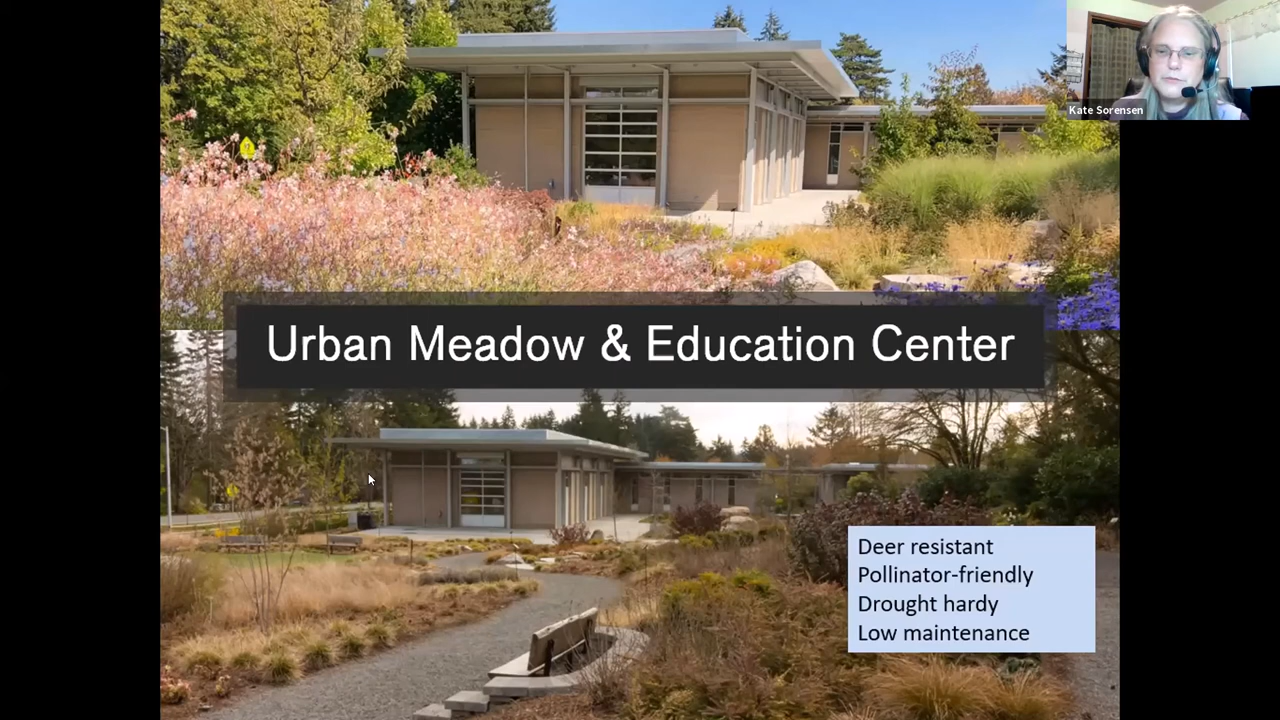 Kate Sorensen
Urban Meadow & Education Center
Deer resistant
Pollinator-friendly
Drought hardy
Low maintenance